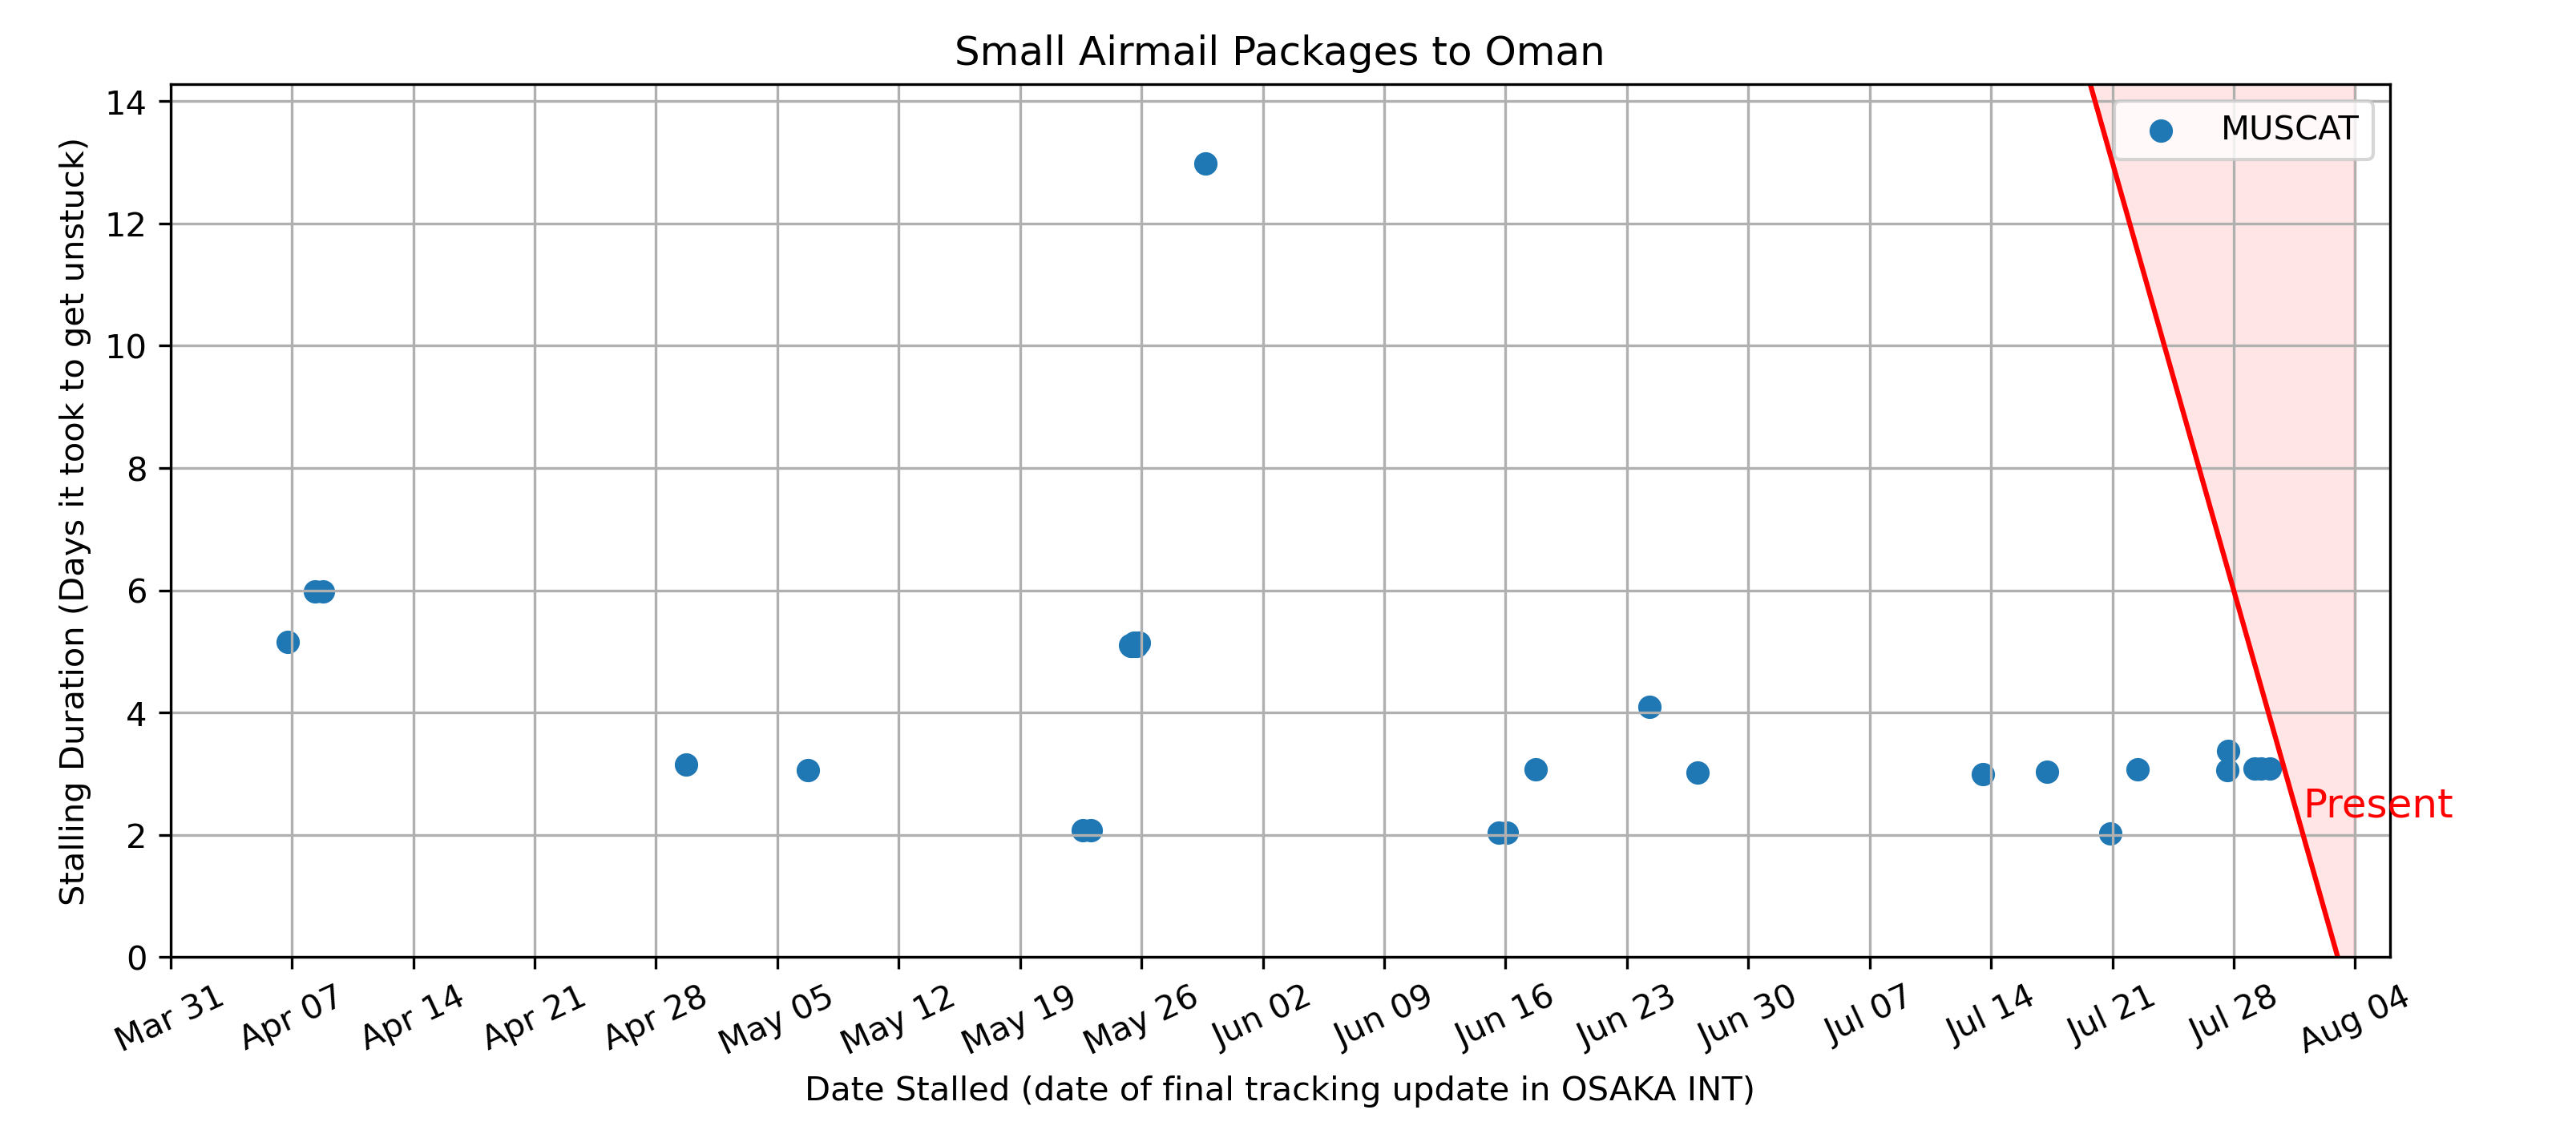 Small Airmail Packages to Oman
MUSCAT
Stalling Duration (Days it took to get unstuck)
14
12
10
8
6
4
2
0
Present
Mar 31
Apr 07
Apr 14
Apr 21
Apr 28
May 05
May 12
May 19
May 26
Jun 02
Jun 09
Jun 16
Jun 23
Jun 30
Jul 07
Jul 14
Jul 21
Jul 28
Aug 04
Date Stalled (date of final tracking update in OSAKA INT)